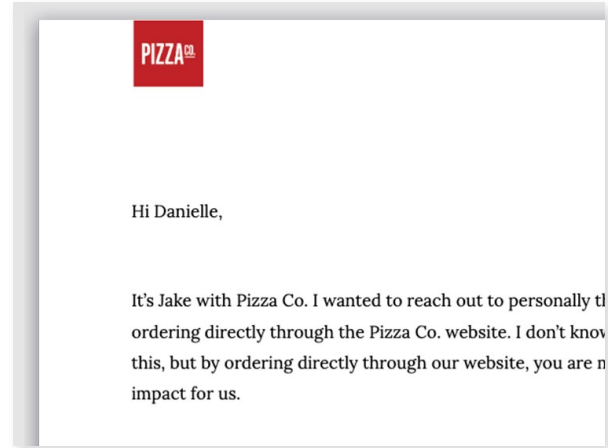 PIZZA CO.
Hi Danielle,
It's Jake with Pizza Co. I wanted to reach out to personally
ordering directly through the Pizza Co. website. I don't
this, but by ordering directly through our website, you are
impact for us.